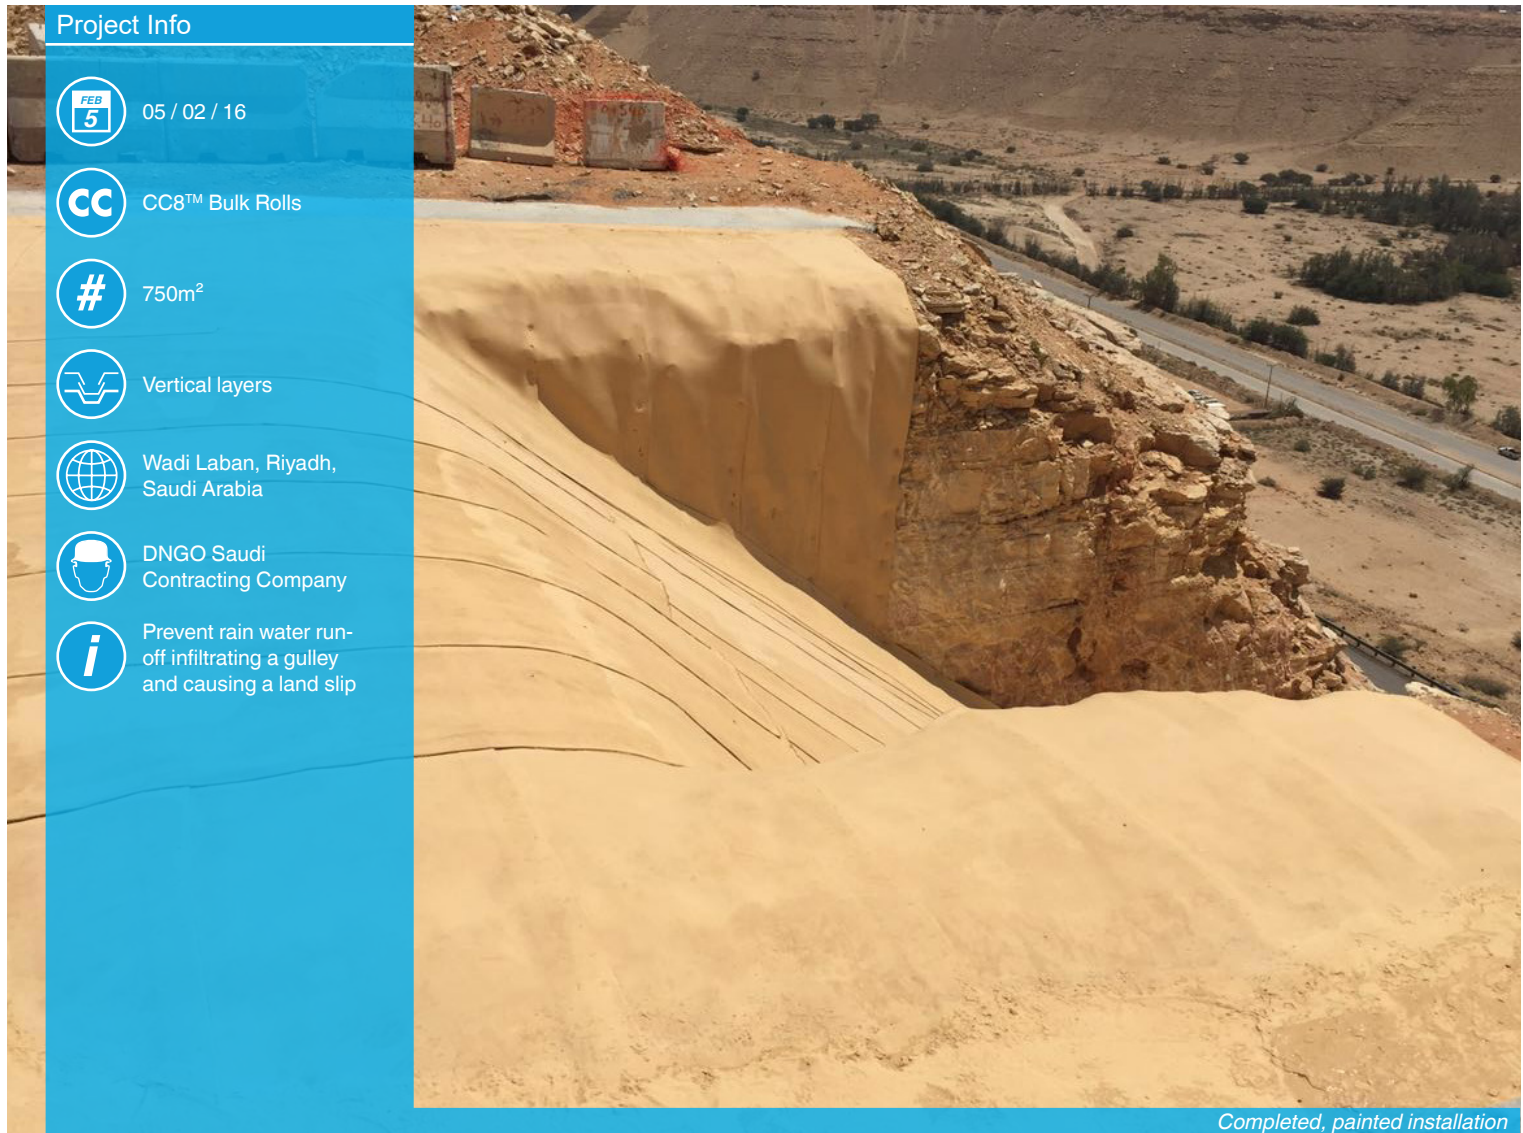 Project Info
FEB
5
05 / 02 / 16
CC
CC8™ Bulk Rolls
#
750m²
Vertical layers
Wadi Laban, Riyadh,
Saudi Arabia
DNGO Saudi
Contracting Company
i
Prevent rain water run-
off infiltrating a gulley
and causing a land slip
Completed, painted installation